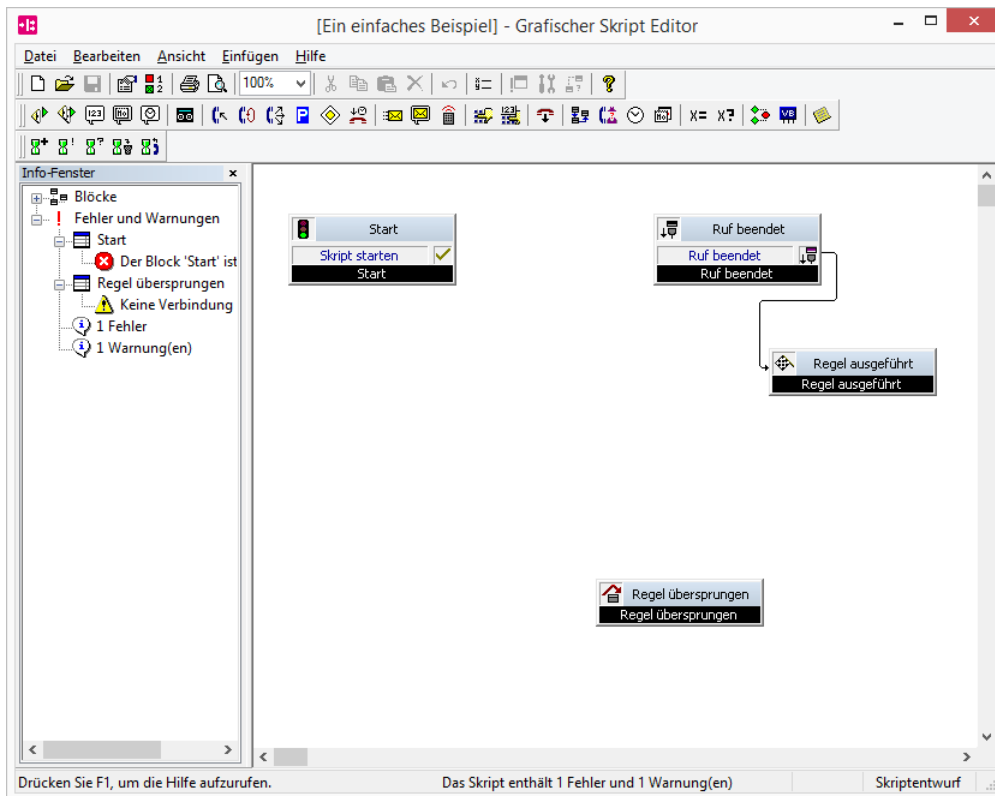 [Ein einfaches Beispiel] - Grafischer Skript Editor
Datei Bearbeiten Ansicht Einfügen Hilfe
100%
Info-Fenster
Blöcke
Fehler und Warnungen
Start
Der Block 'Start' ist
Regel übersprungen
Keine Verbindung
1 Fehler
1 Warnung(en)
Start
Skript starten
Start
Ruf beendet
Ruf beendet
Ruf beendet
Regel ausgeführt
Regel ausgeführt
Regel übersprungen
Regel übersprungen
Drücken Sie F1, um die Hilfe aufzurufen. Das Skript enthält 1 Fehler und 1 Warnung(en) Skriptentwurf